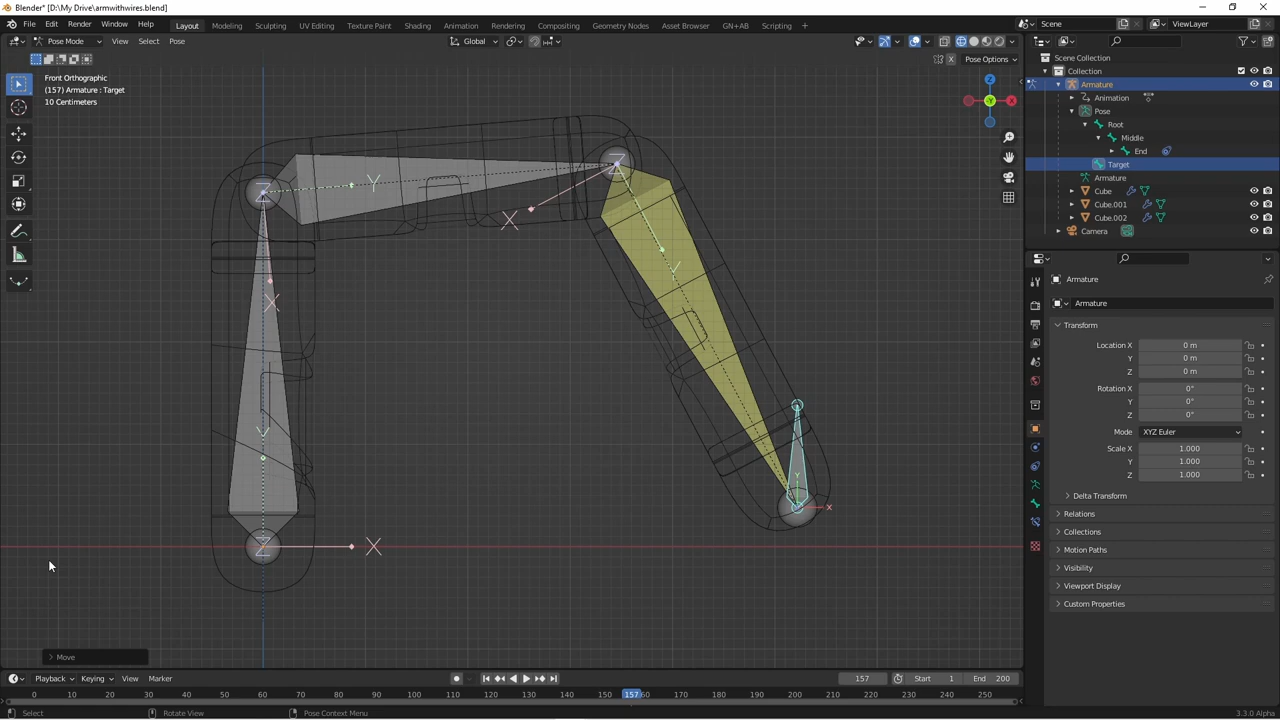 Blender* [D:\My Drive\armwithwires.blend]
File Edit Render Window Help Layout Modeling Sculpting UV Editing Texture Paint Shading Animation Rendering Compositing Geometry Nodes Asset Browser GN+AB Scripting + Scene ViewLayer
Pose Mode View Select Pose Global
X Pose Options
Front Orthographic
(157) Armature : Target
10 Centimeters
Z
Y
X
Z
Y
X
Z
Y
X
Y
Z
X
Y
X
Move
Scene Collection
Collection
Armature
Animation
Pose
Root
Middle
End
Target
Armature
Cube
Cube.001
Cube.002
Camera
Armature
Armature
Transform
Location X 0 m
Y 0 m
Z 0 m
Rotation X 0°
Y 0°
Z 0°
Mode XYZ Euler
Scale X 1.000
Y 1.000
Z 1.000
Delta Transform
Relations
Collections
Motion Paths
Visibility
Viewport Display
Custom Properties
Playback Keying View Marker 157 Start 1 End 200
0 10 20 30 40 50 60 70 80 90 100 110 120 130 140 150 157 60 170 180 190 200 210 220 230 240 250
Select Rotate View Pose Context Menu 3.3.0 Alpha